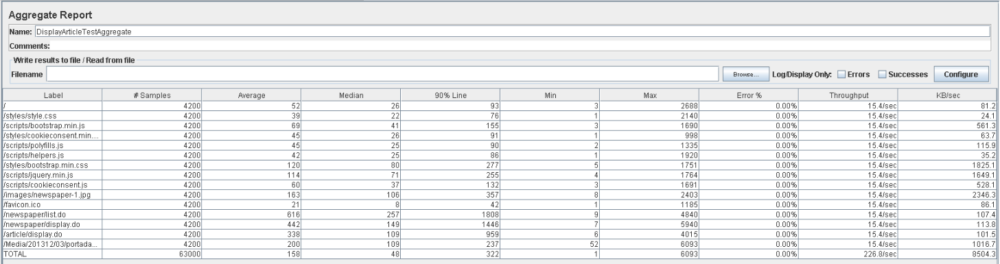 Aggregate Report
Name: DisplayArticleTestAggregate
Comments:
Write results to file / Read from file
Filename Browse... Log/Display Only: Errors Successes Configure
Label # Samples Average Median 90% Line Min Max Error % Throughput KB/sec
/ 4200 52 26 93 3 2688 0.00% 15.4/sec 81.2
/styles/style.css 4200 39 22 76 1 2140 0.00% 15.4/sec 24.1
/scripts/bootstrap.min.js 4200 69 41 155 3 1690 0.00% 15.4/sec 561.3
/styles/cookieconsent.min.... 4200 45 26 91 1 998 0.00% 15.4/sec 63.7
/scripts/polyfills.js 4200 45 25 90 2 1335 0.00% 15.4/sec 115.9
/scripts/helpers.js 4200 42 25 86 1 1920 0.00% 15.4/sec 35.2
/styles/bootstrap.min.css 4200 120 80 277 5 1751 0.00% 15.4/sec 1825.1
/scripts/jquery.min.js 4200 114 71 255 4 1764 0.00% 15.4/sec 1649.1
/scripts/cookieconsent.js 4200 60 37 132 3 1691 0.00% 15.4/sec 528.1
/images/newspaper-1.jpg 4200 163 106 357 8 2403 0.00% 15.4/sec 2346.3
/favicon.ico 4200 21 8 42 1 1185 0.00% 15.4/sec 86.1
/newspaper/list.do 4200 616 257 1808 9 4840 0.00% 15.4/sec 107.4
/newspaper/display.do 4200 442 149 1446 7 5940 0.00% 15.4/sec 113.8
/article/display.do 4200 338 109 959 6 4015 0.00% 15.4/sec 101.5
/Media/201312/03/portada... 4200 200 109 237 52 6093 0.00% 15.4/sec 1016.7
TOTAL 63000 158 48 322 1 6093 0.00% 226.8/sec 8504.3